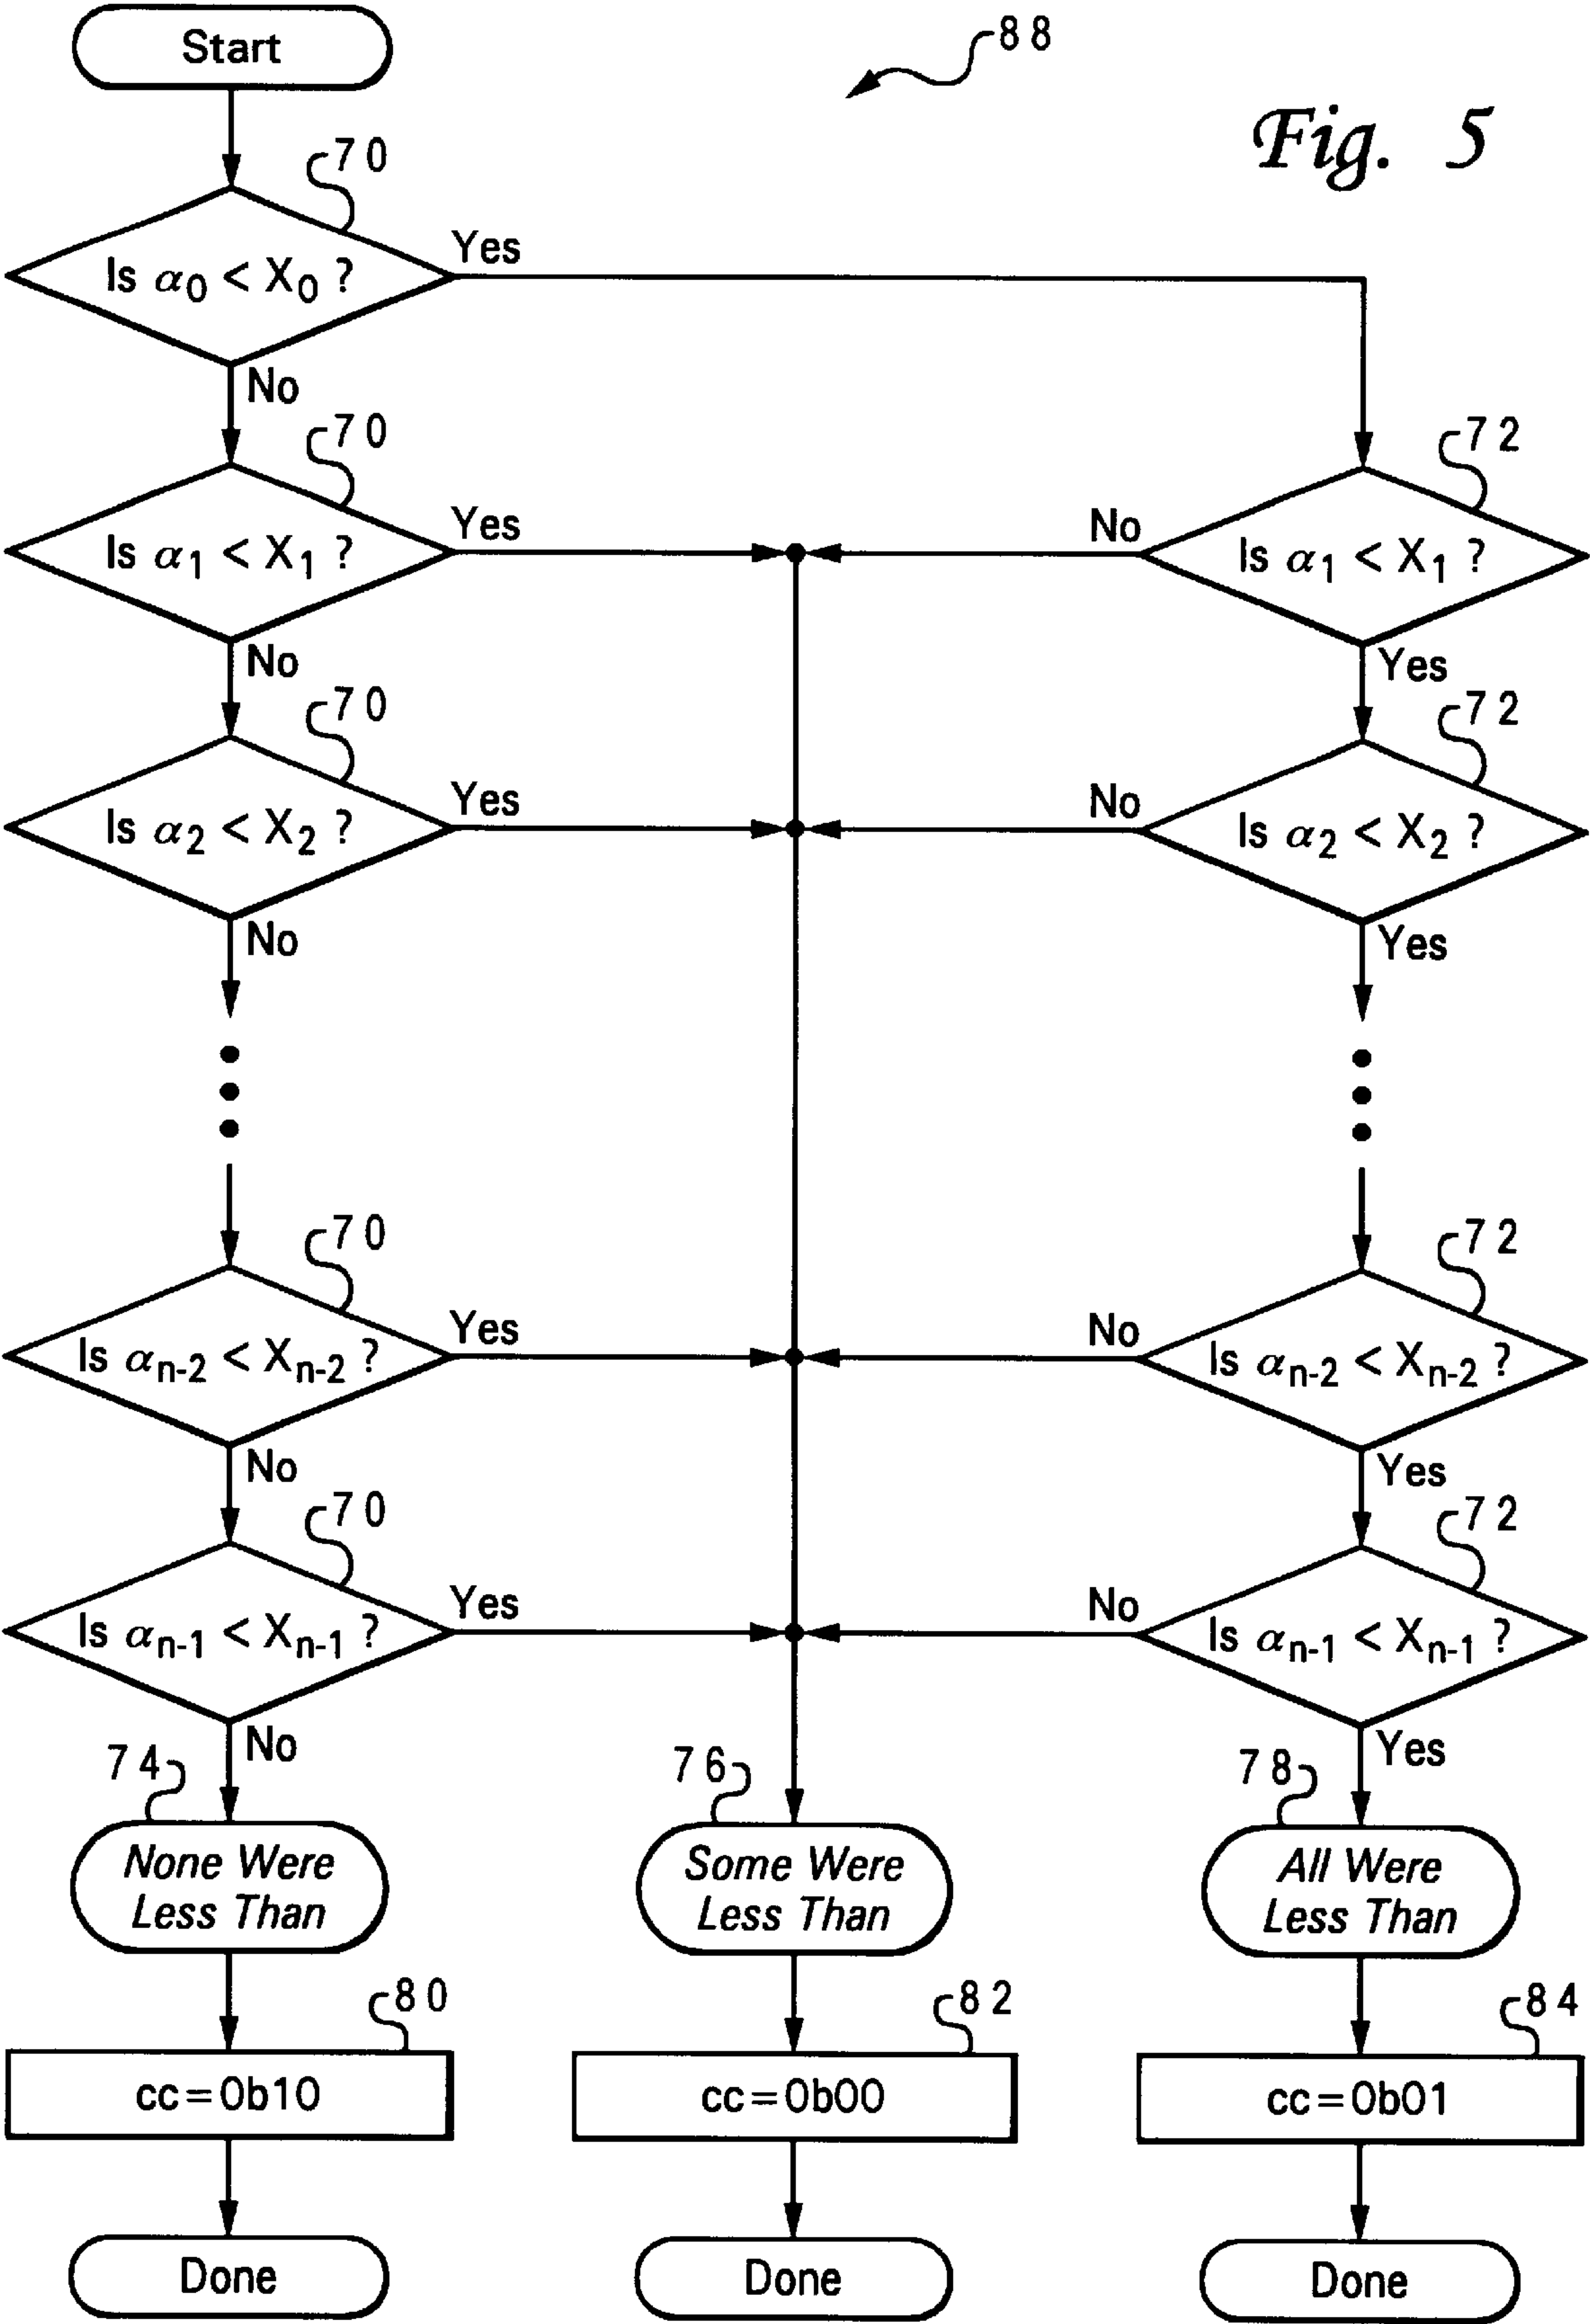 Start
88
Fig. 5
70
Is α0 < X0 ?
Yes
No
70
72
Is α1 < X1 ?
Yes
No
Is α1 < X1 ?
No
Yes
70
72
Is α2 < X2 ?
Yes
No
Is α2 < X2 ?
No
Yes
70
72
Is αn-2 < Xn-2 ?
Yes
No
Is αn-2 < Xn-2 ?
No
Yes
70
72
Is αn-1 < Xn-1 ?
Yes
No
Is αn-1 < Xn-1 ?
No
Yes
74
None Were
Less Than
76
Some Were
Less Than
78
All Were
Less Than
80
cc=0b10
82
cc=0b00
84
cc=0b01
Done
Done
Done